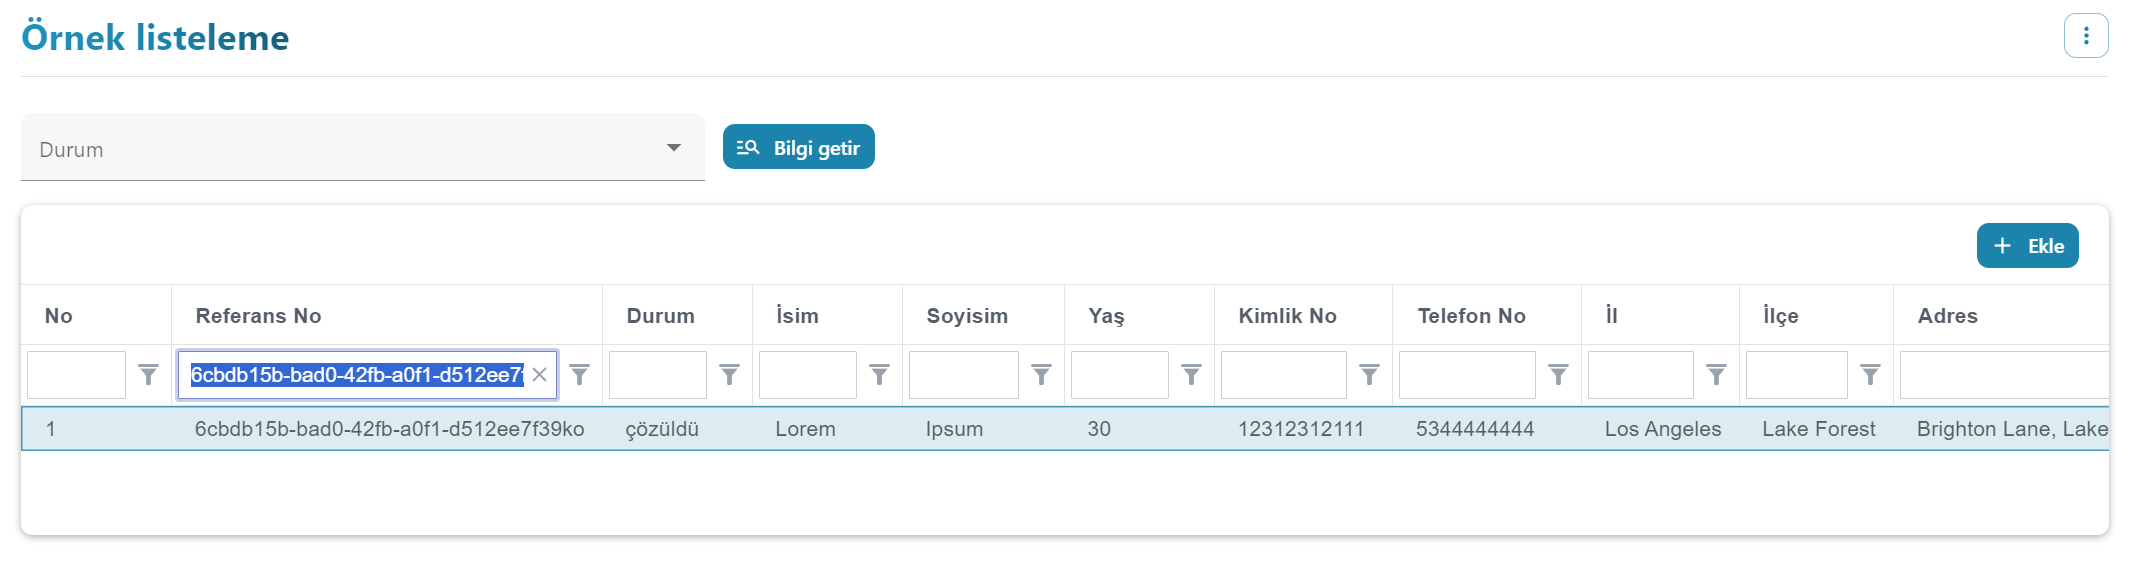 Örnek listeleme
Durum
Bilgi getir
Ekle
No Referans No Durum İsim Soyisim Yaş Kimlik No Telefon No İl İlçe Adres
6cbdb15b-bad0-42fb-a0f1-d512ee7f
1 6cbdb15b-bad0-42fb-a0f1-d512ee7f39ko çözüldü Lorem Ipsum 30 12312312111 5344444444 Los Angeles Lake Forest Brighton Lane, Lake